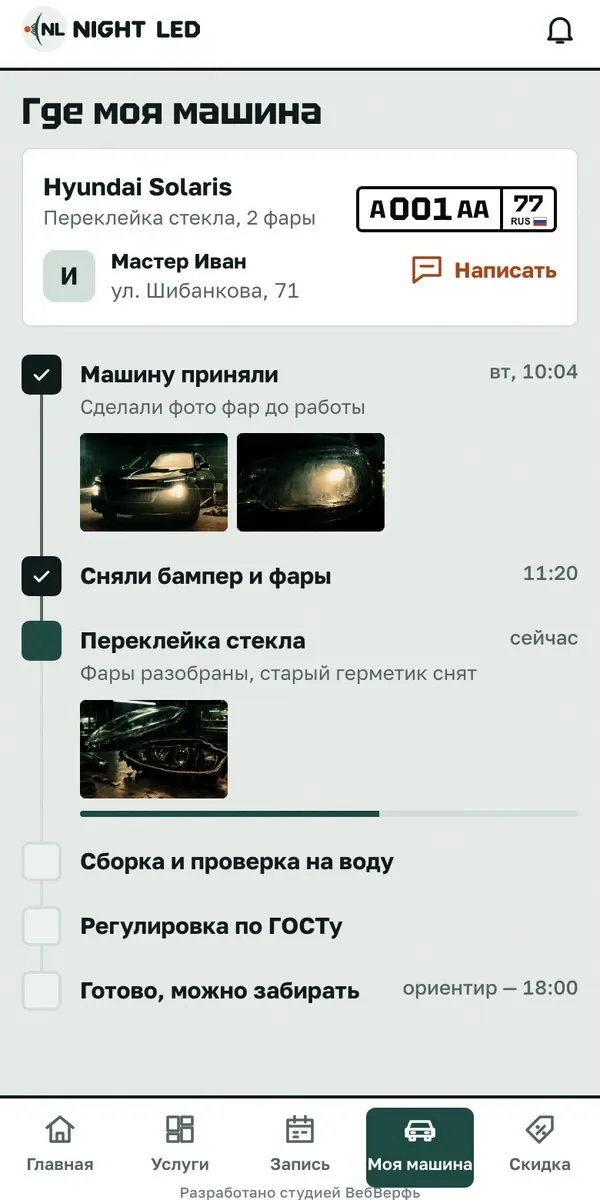 NL NIGHT LED
Где моя машина
Hyundai Solaris
Переклейка стекла, 2 фары
А001АА 77
RUS
И
Мастер Иван
ул. Шибанкова, 71
Написать
Машину приняли
вт, 10:04
Сделали фото фар до работы
Сняли бампер и фары
11:20
Переклейка стекла
сейчас
Фары разобраны, старый герметик снят
Сборка и проверка на воду
Регулировка по ГОСТу
Готово, можно забирать
ориентир — 18:00
Главная
Услуги
Запись
Моя машина
Скидка
Разработано студией ВебВерфь